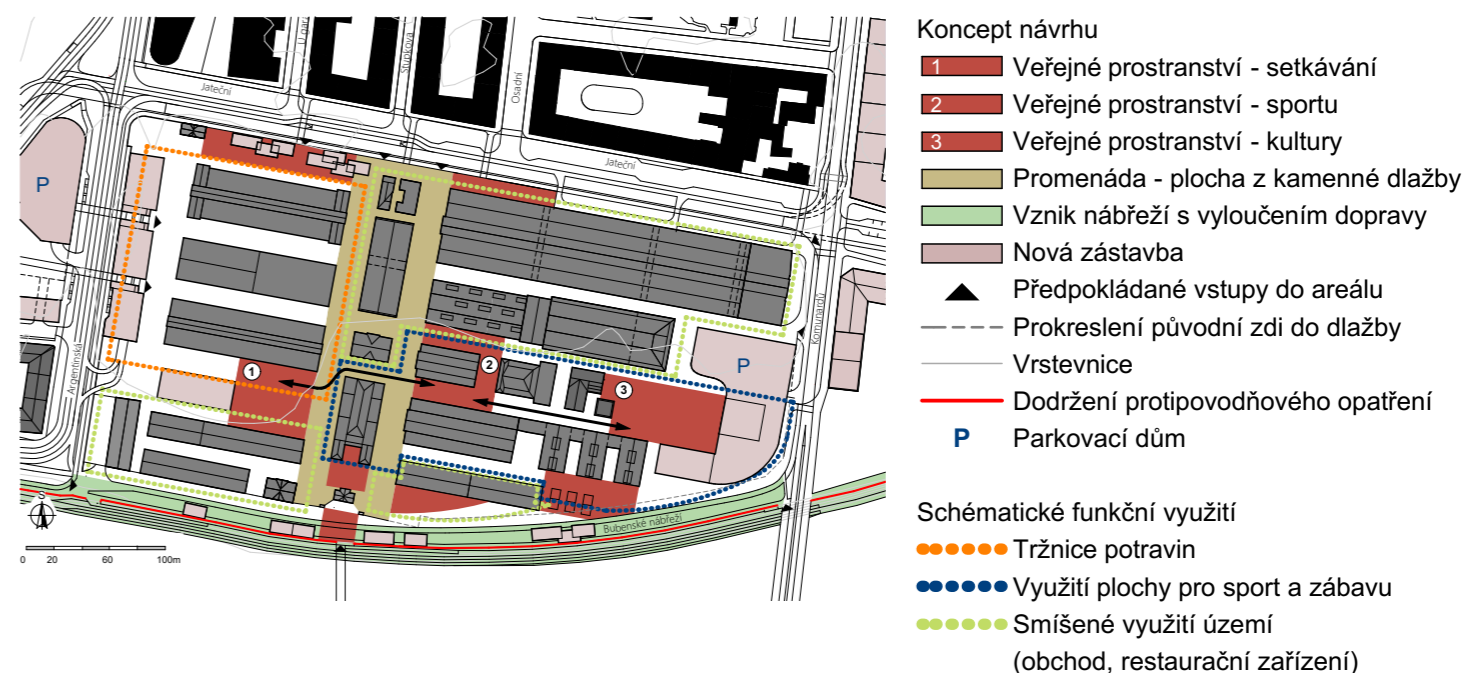 U gar
Stupkova
Osadní
Jateční
Jateční
P
Argentinská
Komunardů
P
1
2
3
Bubenské nábřeží
S
0 20 60 100m
Koncept návrhu
1 Veřejné prostranství - setkávání
2 Veřejné prostranství - sportu
3 Veřejné prostranství - kultury
Promenáda - plocha z kamenné dlažby
Vznik nábřeží s vyloučením dopravy
Nová zástavba
Předpokládané vstupy do areálu
Prokreslení původní zdi do dlažby
Vrstevnice
Dodržení protipovodňového opatření
P Parkovací dům
Schématické funkční využití
Tržnice potravin
Využití plochy pro sport a zábavu
Smíšené využití území
(obchod, restaurační zařízení)